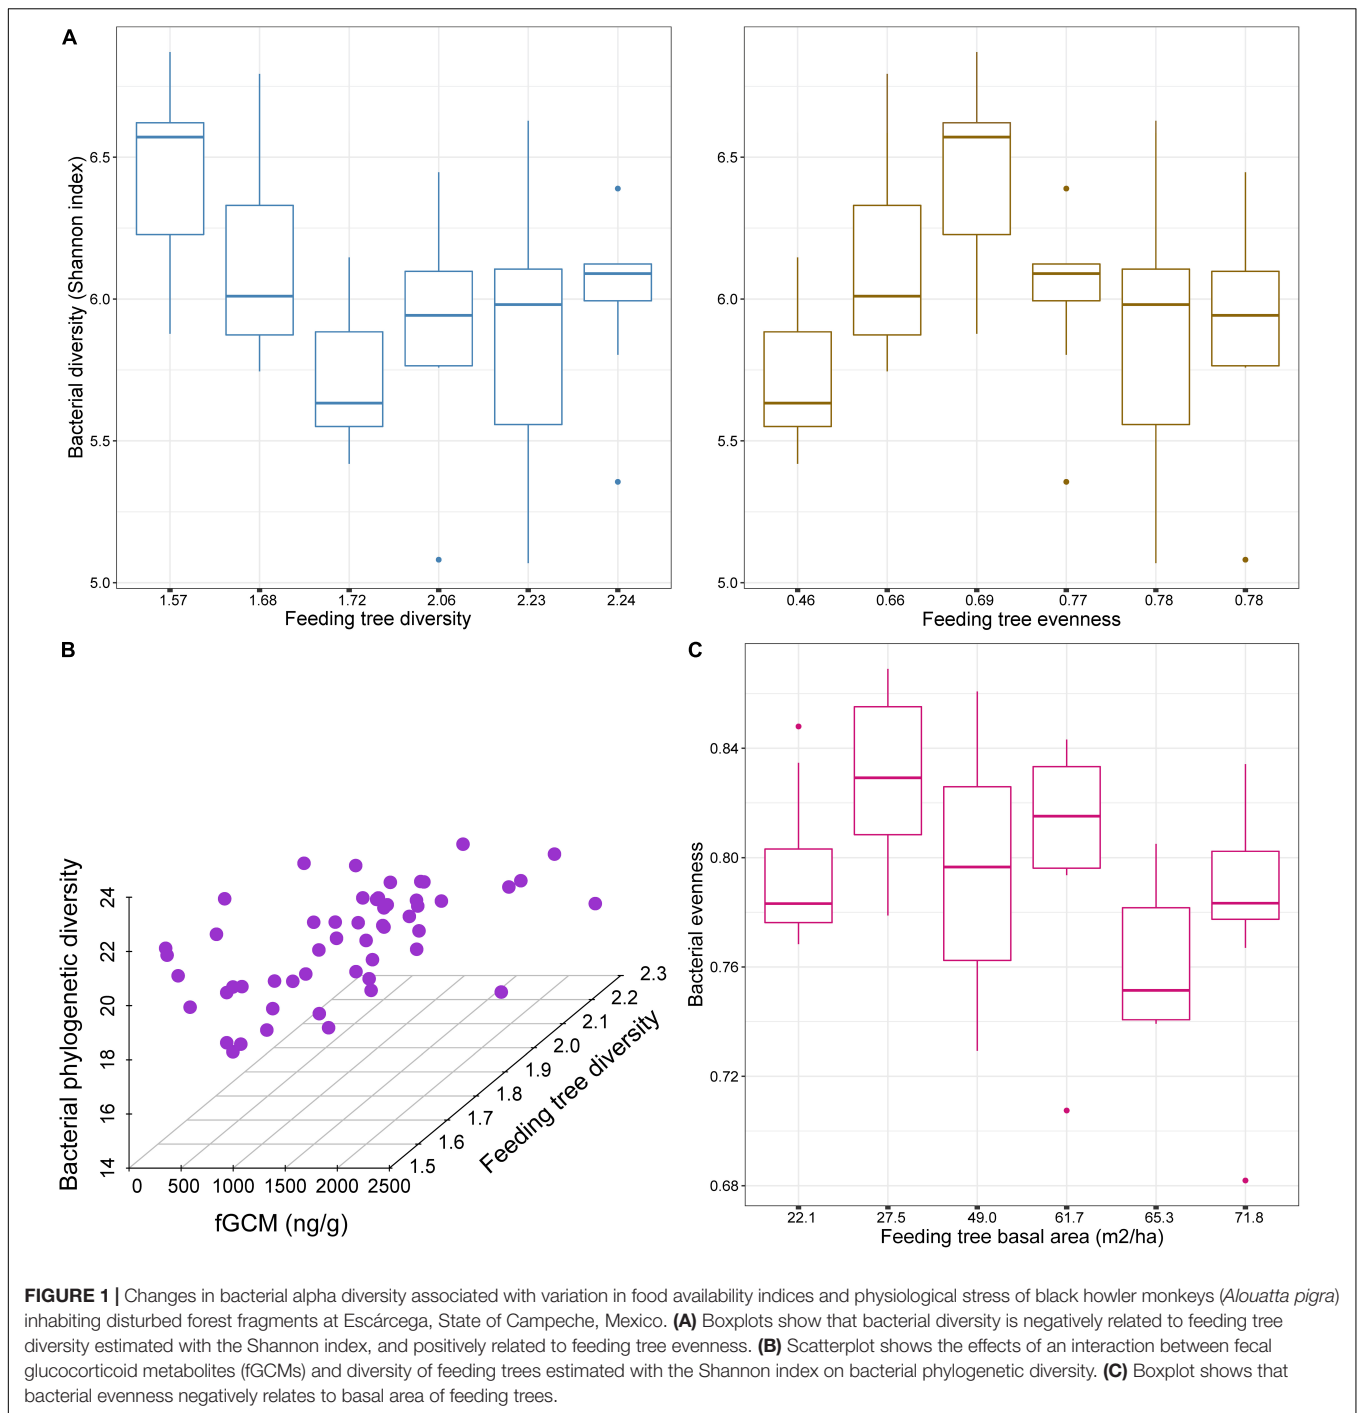 A
Bacterial diversity (Shannon index)
6.5
6.0
5.5
5.0
1.57 1.68 1.72 2.06 2.23 2.24
Feeding tree diversity
6.5
6.0
5.5
5.0
0.46 0.66 0.69 0.77 0.78 0.78
Feeding tree evenness
B
Bacterial phylogenetic diversity
24
22
20
18
16
14
0 500 1000 1500 2000 2500
fGCM (ng/g)
2.3
2.2
2.1
2.0
1.9
1.8
1.7
1.6
1.5
Feeding tree diversity
C
Bacterial evenness
0.84
0.80
0.76
0.72
0.68
22.1 27.5 49.0 61.7 65.3 71.8
Feeding tree basal area (m2/ha)
FIGURE 1 | Changes in bacterial alpha diversity associated with variation in food availability indices and physiological stress of black howler monkeys (Alouatta pigra)
inhabiting disturbed forest fragments at Escárcega, State of Campeche, Mexico. (A) Boxplots show that bacterial diversity is negatively related to feeding tree
diversity estimated with the Shannon index, and positively related to feeding tree evenness. (B) Scatterplot shows the effects of an interaction between fecal
glucocorticoid metabolites (fGCMs) and diversity of feeding trees estimated with the Shannon index on bacterial phylogenetic diversity. (C) Boxplot shows that
bacterial evenness negatively relates to basal area of feeding trees.